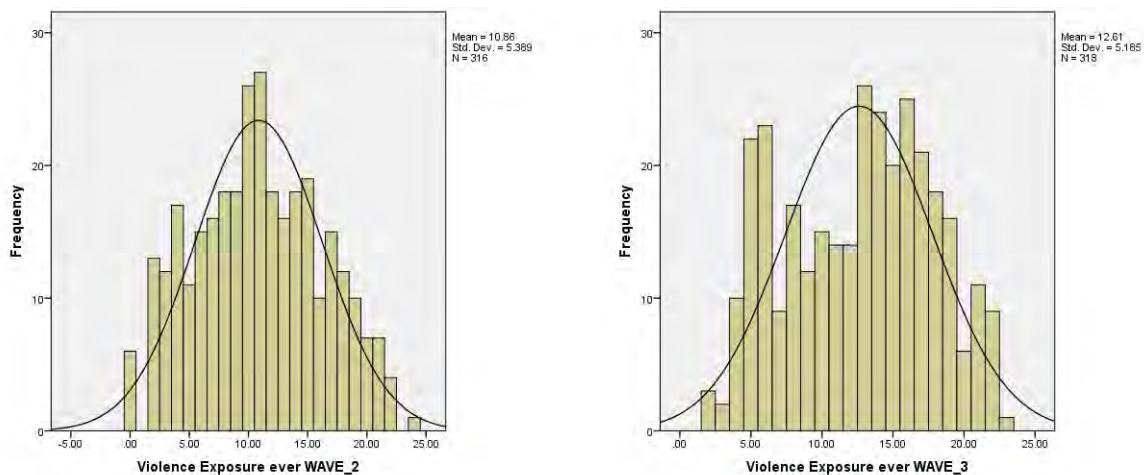 30
20
10
0
Frequency
-5.00 .00 5.00 10.00 15.00 20.00 25.00
Violence Exposure ever WAVE_2
Mean = 10.86
Std. Dev. = 5.389
N = 316
30
20
10
0
Frequency
.00 5.00 10.00 15.00 20.00 25.00
Violence Exposure ever WAVE_3
Mean = 12.61
Std. Dev. = 5.185
N = 318